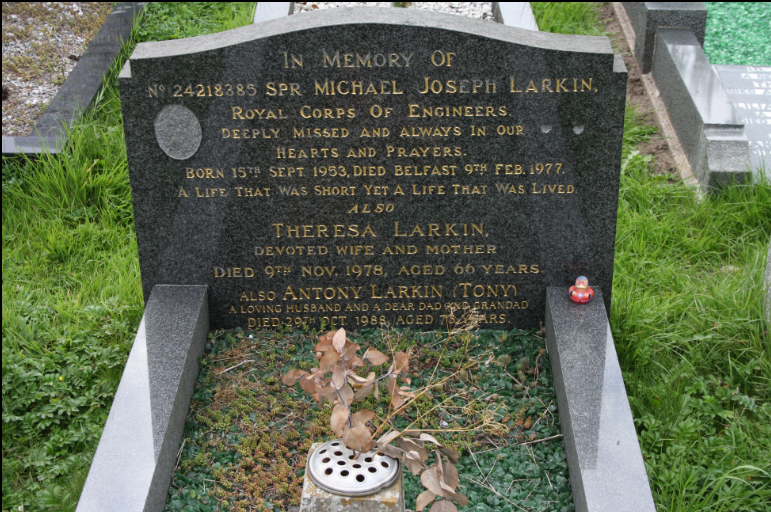 IN MEMORY OF
No 24218385 SPR MICHAEL JOSEPH LARKIN,
ROYAL CORPS OF ENGINEERS.
DEEPLY MISSED AND ALWAYS IN OUR
HEARTS AND PRAYERS.
BORN 15TH SEPT. 1953, DIED BELFAST 9TH FEB. 1977.
A LIFE THAT WAS SHORT YET A LIFE THAT WAS LIVED.
ALSO
THERESA LARKIN,
DEVOTED WIFE AND MOTHER
DIED 9TH NOV. 1978, AGED 66 YEARS.
ALSO ANTONY LARKIN (TONY)
A LOVING HUSBAND AND A DEAR DAD AND GRANDAD
DIED 29TH OCT. 1988, AGED YEARS.